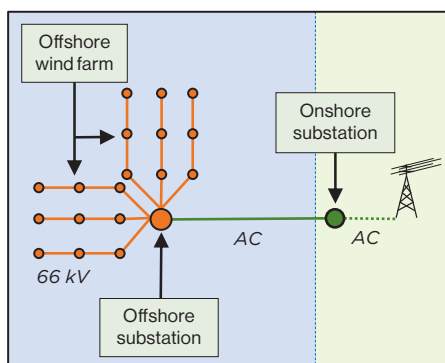 Offshore
wind farm
Onshore
substation
AC
AC
66 kV
Offshore
substation